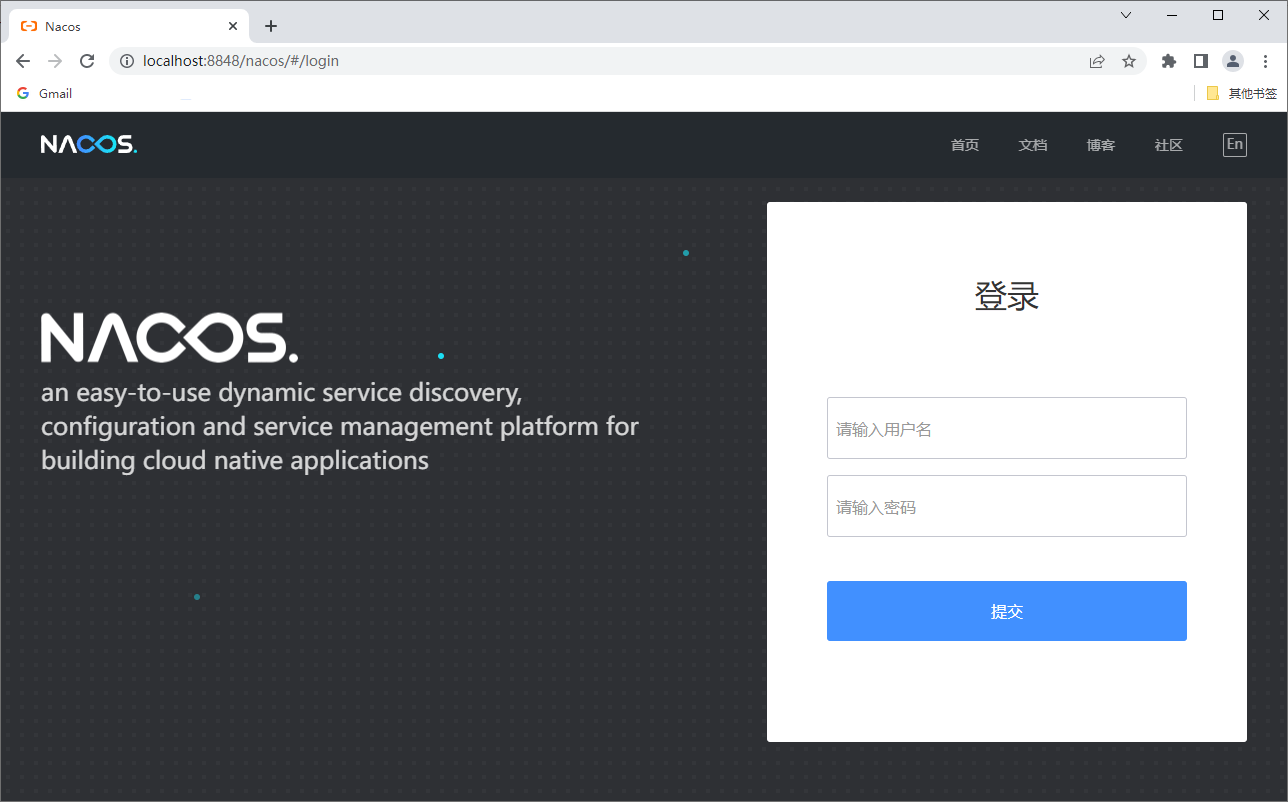 Nacos
localhost:8848/nacos/#/login
Gmail
其他书签
NACOS.
首页
文档
博客
社区
En
NACOS.
an easy-to-use dynamic service discovery,
configuration and service management platform for
building cloud native applications
登录
请输入用户名
请输入密码
提交